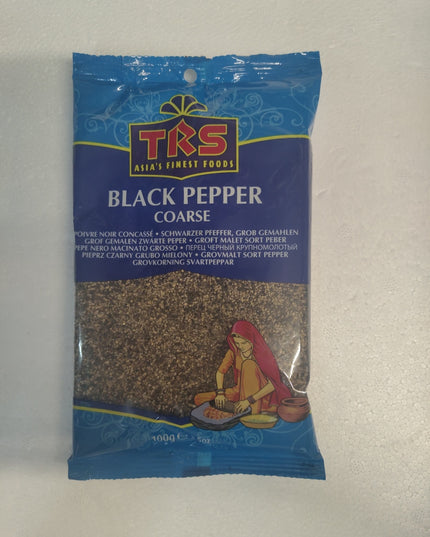 TRS
ASIA'S FINEST FOODS
BLACK PEPPER
COARSE
POIVRE NOIR CONCASSÉ • SCHWARZER PFEFFER, GROB GEMAHLEN
GROF GEMALEN ZWARTE PEPER • GROFT MALET SORT PEBER
PEPE NERO MACINATO GROSSO • ПЕРЕЦ ЧЕРНЫЙ КРУПНОМОЛОТЫЙ
PIEPRZ CZARNY GRUBO MIELONY • GROVMALT SORT PEPPER
GROVKORNING SVARTPEPPAR
100g